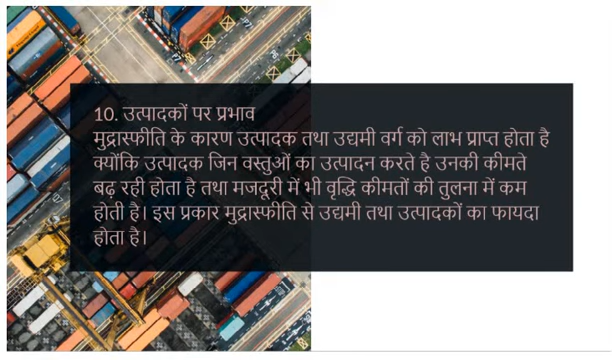 10. उत्पादकों पर प्रभाव
मुद्रास्फीति के कारण उत्पादक तथा उद्यमी वर्ग को लाभ प्राप्त होता है
क्योंकि उत्पादक जिन वस्तुओं का उत्पादन करते है उनकी कीमते
बढ़ रही होता है तथा मजदूरी में भी वृद्धि कीमतों की तुलना में कम
होती है। इस प्रकार मुद्रास्फीति से उद्यमी तथा उत्पादकों का फायदा
होता है।